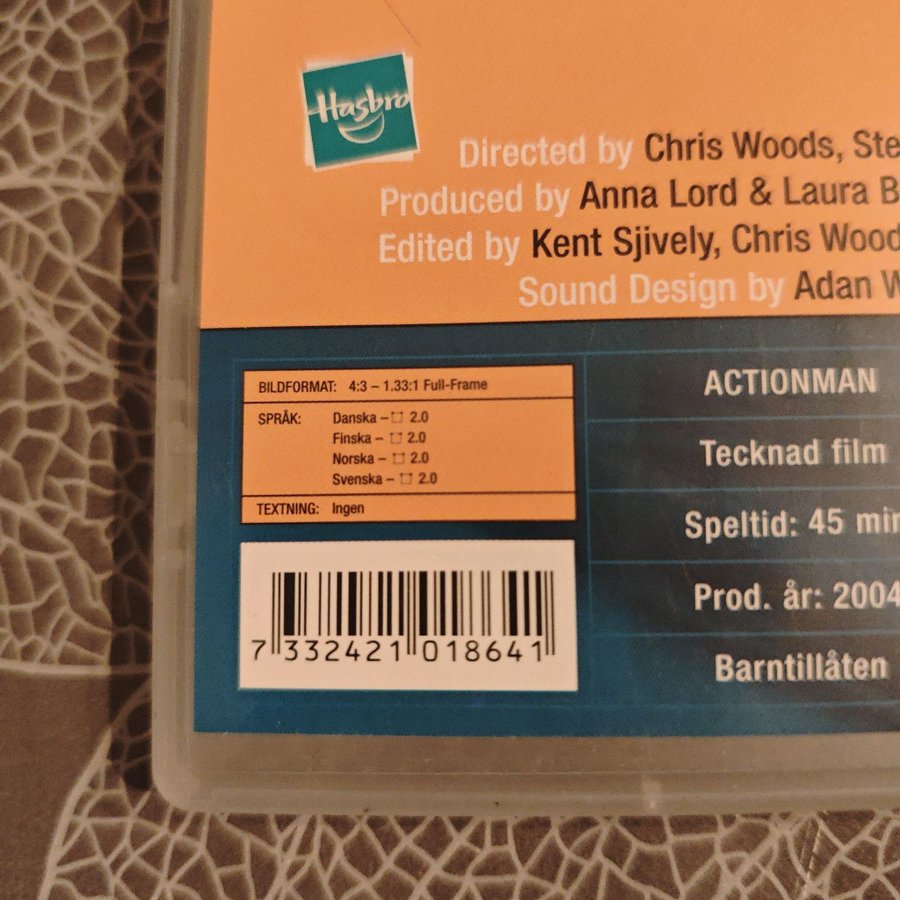 Hasbro
Directed by Chris Woods, Ste
Produced by Anna Lord & Laura B
Edited by Kent Sjively, Chris Wood
Sound Design by Adan W
BILDFORMAT: 4:3 – 1.33:1 Full-Frame
SPRÅK: Danska – 2.0
Finska – 2.0
Norska – 2.0
Svenska – 2.0
TEXTNING: Ingen
7 332421 018641
ACTIONMAN
Tecknad film
Speltid: 45 min
Prod. år: 2004
Barntillåten